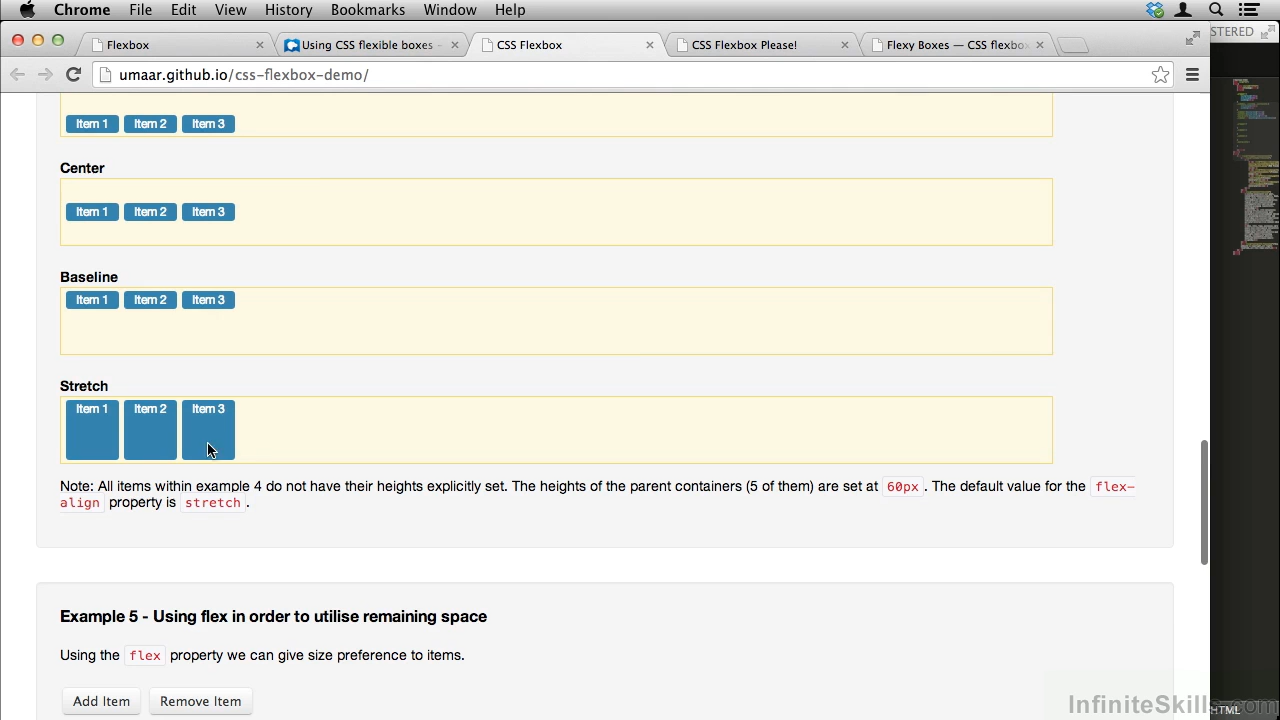 Chrome File Edit View History Bookmarks Window Help
Flexbox
Using CSS flexible boxes -
CSS Flexbox
CSS Flexbox Please!
Flexy Boxes — CSS flexbo
STERED
umaar.github.io/css-flexbox-demo/
Item 1 Item 2 Item 3
Center
Item 1 Item 2 Item 3
Baseline
Item 1 Item 2 Item 3
Stretch
Item 1 Item 2 Item 3
Note: All items within example 4 do not have their heights explicitly set. The heights of the parent containers (5 of them) are set at 60px. The default value for the flex-
align property is stretch.
Example 5 - Using flex in order to utilise remaining space
Using the flex property we can give size preference to items.
Add Item Remove Item
InfiniteSkills.com
HTML